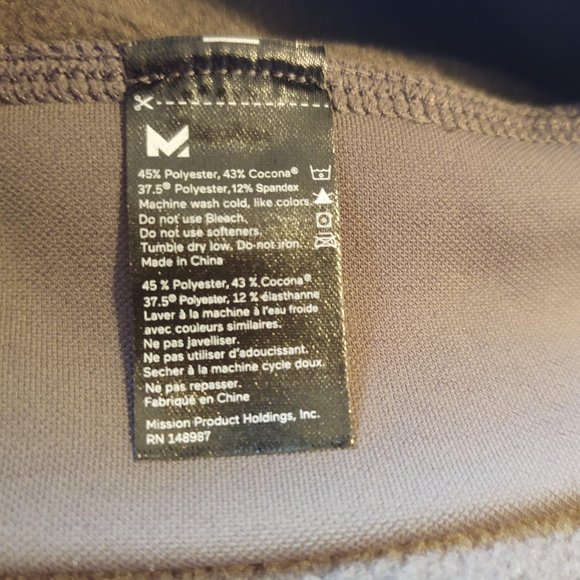 M
45% Polyester, 43% Cocona®
37.5® Polyester, 12% Spandex
Machine wash cold, like colors.
Do not use Bleach.
Do not use softeners.
Tumble dry low. Do not iron.
Made in China
45 % Polyester, 43 % Cocona®
37.5® Polyester, 12 % élasthanne
Laver à la machine à l'eau froide
avec couleurs similaires.
Ne pas javelliser.
Ne pas utiliser d'adoucissant.
Secher à la machine cycle doux.
Ne pas repasser.
Fabriqué en Chine
Mission Product Holdings, Inc.
RN 148987